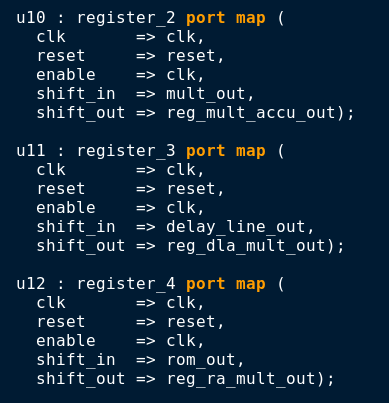 u10 : register_2 port map (
  clk       => clk,
  reset     => reset,
  enable    => clk,
  shift_in  => mult_out,
  shift_out => reg_mult_accu_out);

u11 : register_3 port map (
  clk       => clk,
  reset     => reset,
  enable    => clk,
  shift_in  => delay_line_out,
  shift_out => reg_dla_mult_out);

u12 : register_4 port map (
  clk       => clk,
  reset     => reset,
  enable    => clk,
  shift_in  => rom_out,
  shift_out => reg_ra_mult_out);